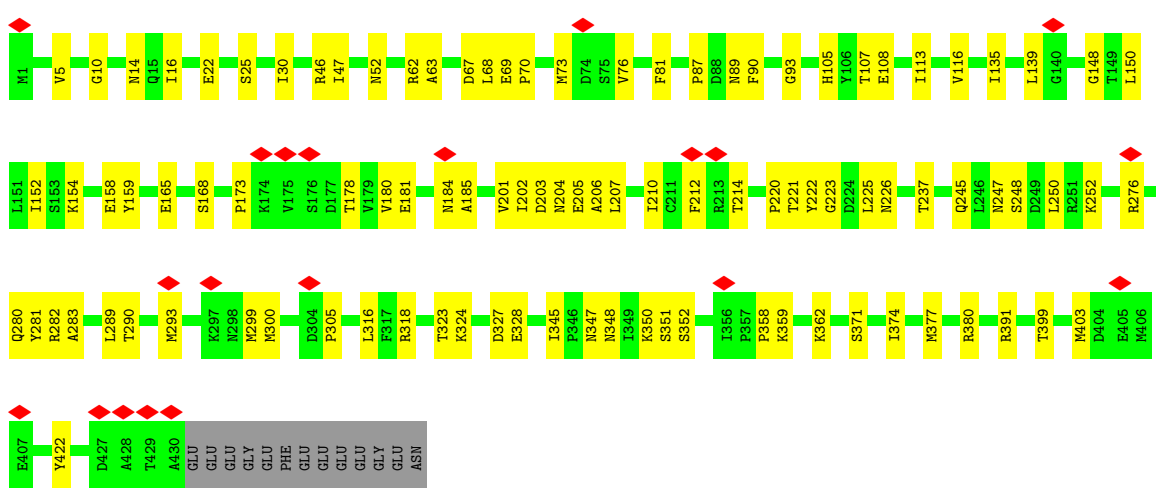 M1 V5 G10 N14 Q15 I16 E22 S25 I30 R46 I47 N52 R62 A63 D67 L68 E69 P70 M73 D74 S75 V76 F81 P87 D88 N89 F90 G93 H105 Y106 T107 E108 I113 V116 I135 L139 G140 G148 T149 L150
L151 I152 S153 K154 E158 Y159 E165 S168 P173 K174 V175 S176 D177 T178 V179 V180 E181 N184 A185 V201 I202 D203 N204 E205 A206 L207 I210 C211 F212 R213 T214 P220 T221 Y222 G223 D224 L225 N226 T237 Q245 L246 N247 S248 D249 L250 R251 K252 R276
Q280 Y281 R282 A283 L289 T290 M293 K297 N298 M299 M300 D304 P305 L316 F317 R318 T323 K324 D327 E328 I345 P346 N347 N348 I349 K350 S351 S352 I356 P357 P358 K359 K362 S371 I374 M377 R380 R391 T399 M403 D404 E405 M406
E407 Y422 D427 A428 T429 A430 GLU GLU GLU GLY GLU PHE GLU GLU GLU GLU GLY GLU ASN